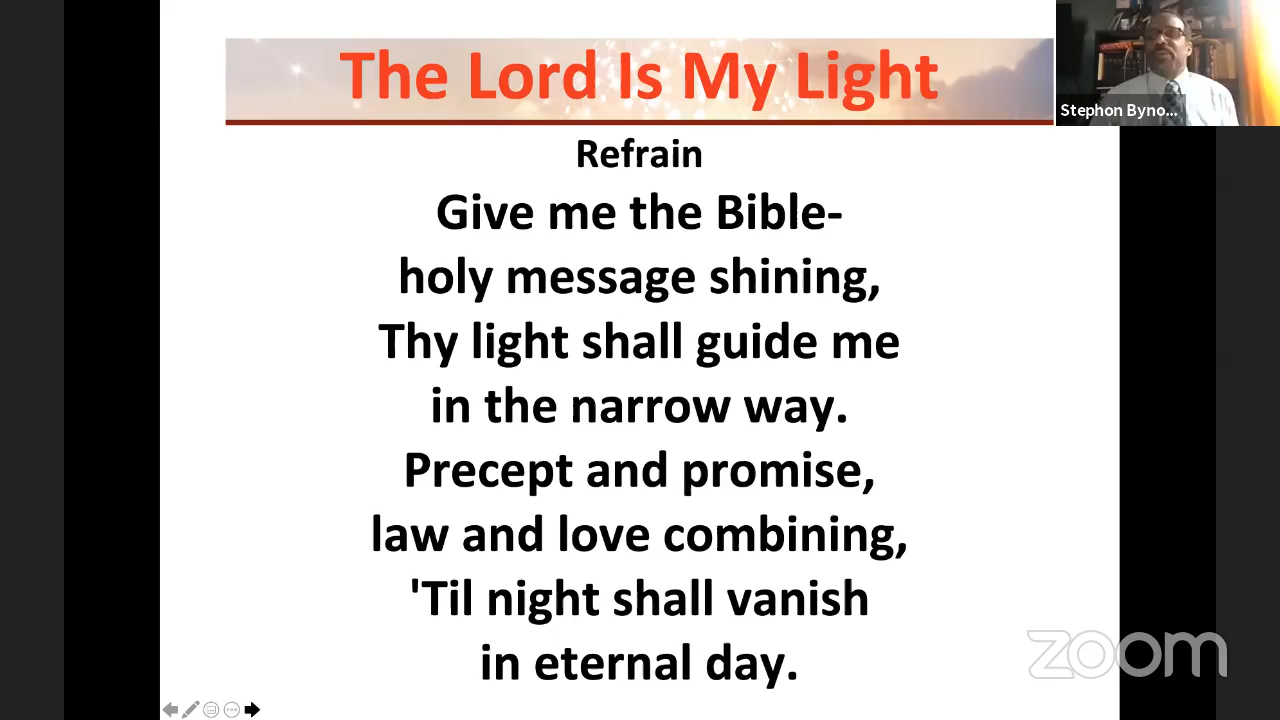 The Lord Is My Light
Stephon Byno...
Refrain
Give me the Bible-
holy message shining,
Thy light shall guide me
in the narrow way.
Precept and promise,
law and love combining,
'Til night shall vanish
in eternal day.
zoom